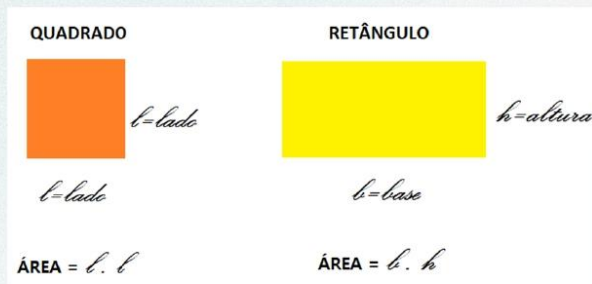 QUADRADO
RETÂNGULO
l=lado
h=altura
l=lado
b=base
ÁREA = l . l
ÁREA = b . h